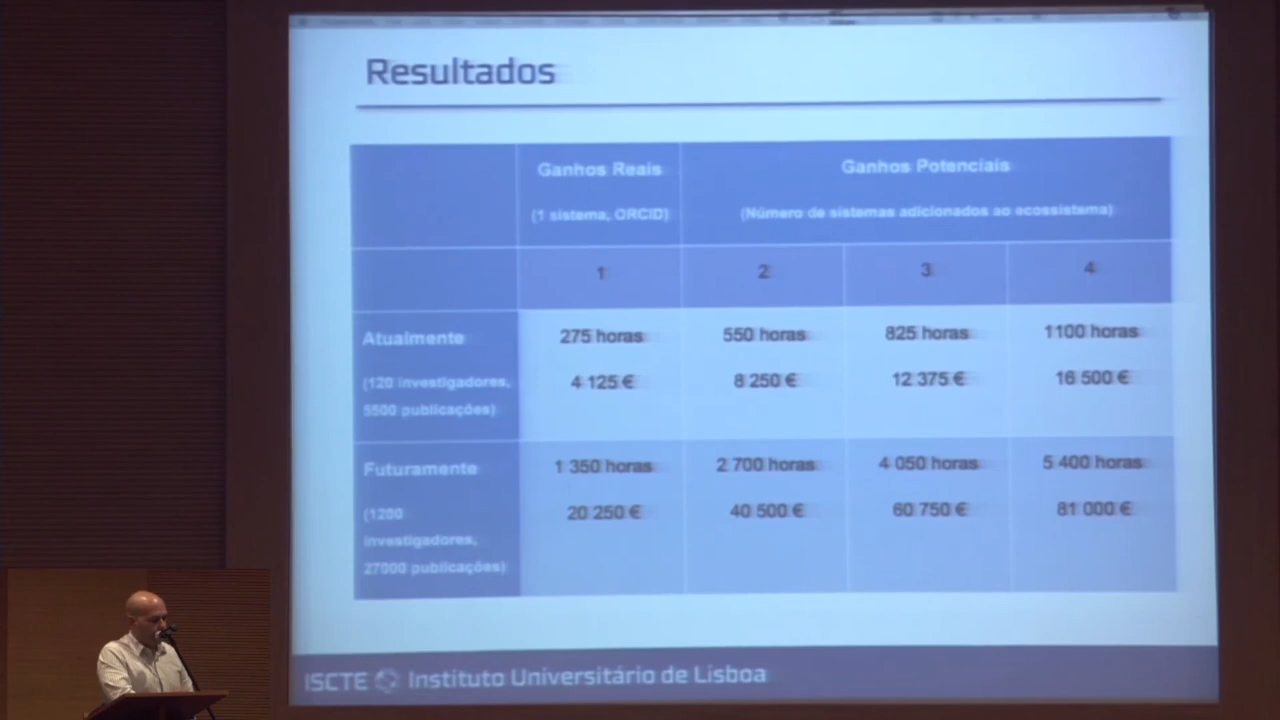 Resultados
Ganhos Reais
(1 sistema, ORCID)
Ganhos Potenciais
(Número de sistemas adicionados ao ecossistema)
1 2 3 4
Atualmente
(120 investigadores,
5500 publicações)
275 horas 550 horas 825 horas 1100 horas
4 125 € 8 250 € 12 375 € 16 500 €
Futuramente
(1200
investigadores,
27000 publicações)
1 350 horas 2 700 horas 4 050 horas 5 400 horas
20 250 € 40 500 € 60 750 € 81 000 €
ISCTE Instituto Universitário de Lisboa